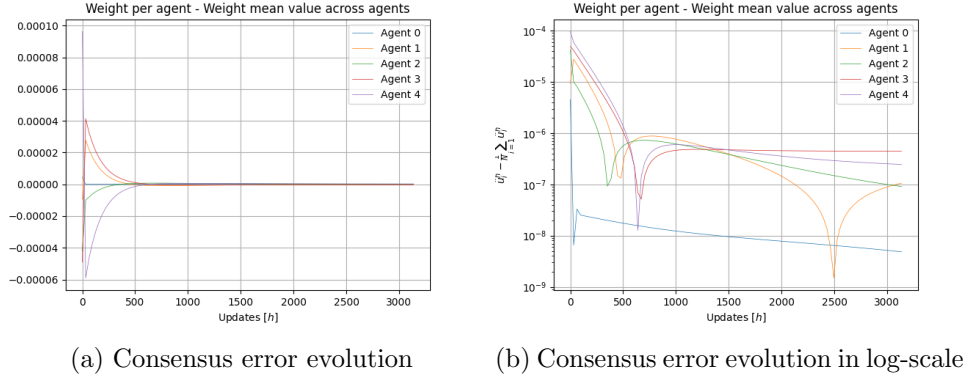 Weight per agent - Weight mean value across agents
0.00010
0.00008
0.00006
0.00004
0.00002
0.00000
−0.00002
−0.00004
−0.00006
0
500
1000
1500
2000
2500
3000
Updates [h]
Agent 0
Agent 1
Agent 2
Agent 3
Agent 4
(a) Consensus error evolution
Weight per agent - Weight mean value across agents
10⁻⁴
10⁻⁵
10⁻⁶
10⁻⁷
10⁻⁸
10⁻⁹
0
500
1000
1500
2000
2500
3000
Updates [h]
Agent 0
Agent 1
Agent 2
Agent 3
Agent 4
(b) Consensus error evolution in log-scale